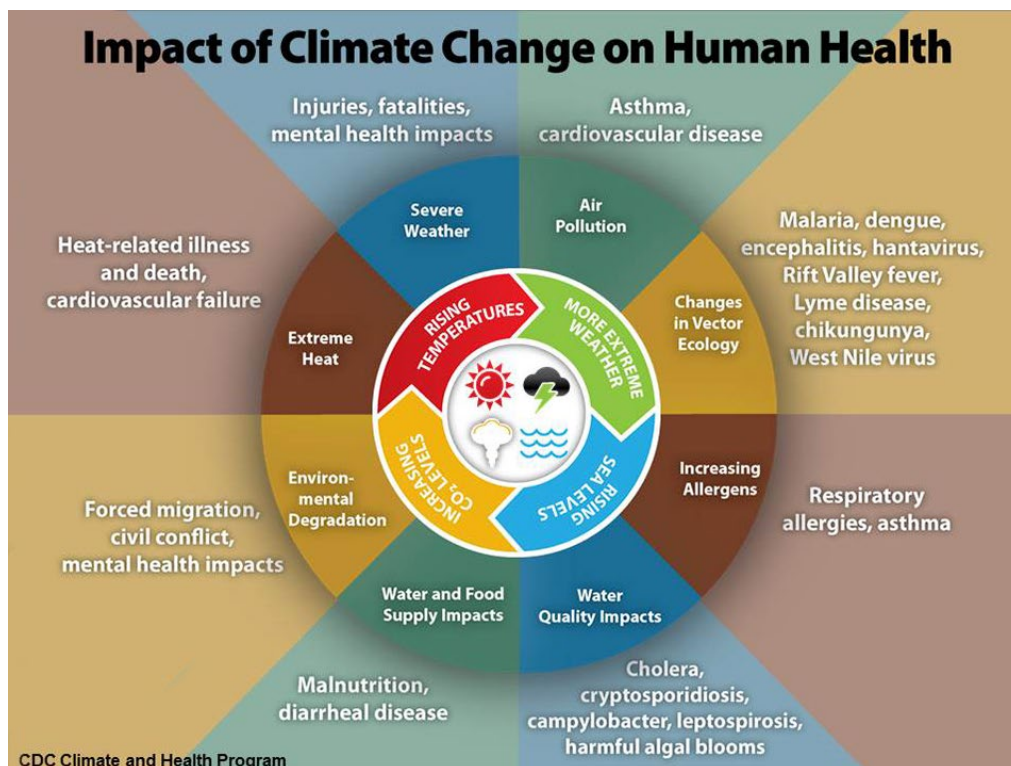 Impact of Climate Change on Human Health
Injuries, fatalities,
mental health impacts
Asthma,
cardiovascular disease
Severe
Weather
Air
Pollution
Heat-related illness
and death,
cardiovascular failure
Malaria, dengue,
encephalitis, hantavirus,
Rift Valley fever,
Lyme disease,
chikungunya,
West Nile virus
Extreme
Heat
Changes
in Vector
Ecology
RISING
TEMPERATURES
MORE EXTREME
WEATHER
INCREASING
CO₂ LEVELS
RISING
SEA LEVELS
Environ-
mental
Degradation
Increasing
Allergens
Forced migration,
civil conflict,
mental health impacts
Respiratory
allergies, asthma
Water and Food
Supply Impacts
Water
Quality Impacts
Malnutrition,
diarrheal disease
Cholera,
cryptosporidiosis,
campylobacter, leptospirosis,
harmful algal blooms
CDC Climate and Health Program